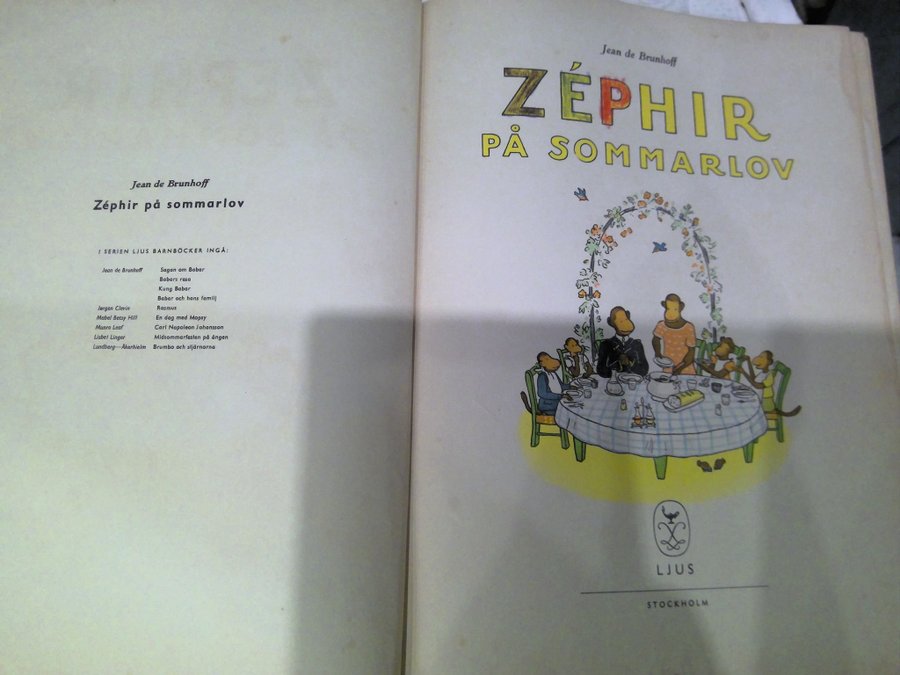 Jean de Brunhoff
Zéphir på sommarlov
I SERIEN LJUS BARNBÖCKER INGÅ:
Jean de Brunhoff Sagan om Babar
Babars resa
Kung Babar
Babar och hans familj
Jørgen Clevin Rasmus
Mabel Betsy Hill En dag med Mopsy
Munro Leaf Carl Napoleon Johansson
Lisbet Lingor Midsommarfesten på ängen
Lundborg—Åkerhielm Brumbo och stjärnorna
Jean de Brunhoff
ZÉPHIR
PÅ SOMMARLOV
LJUS
STOCKHOLM